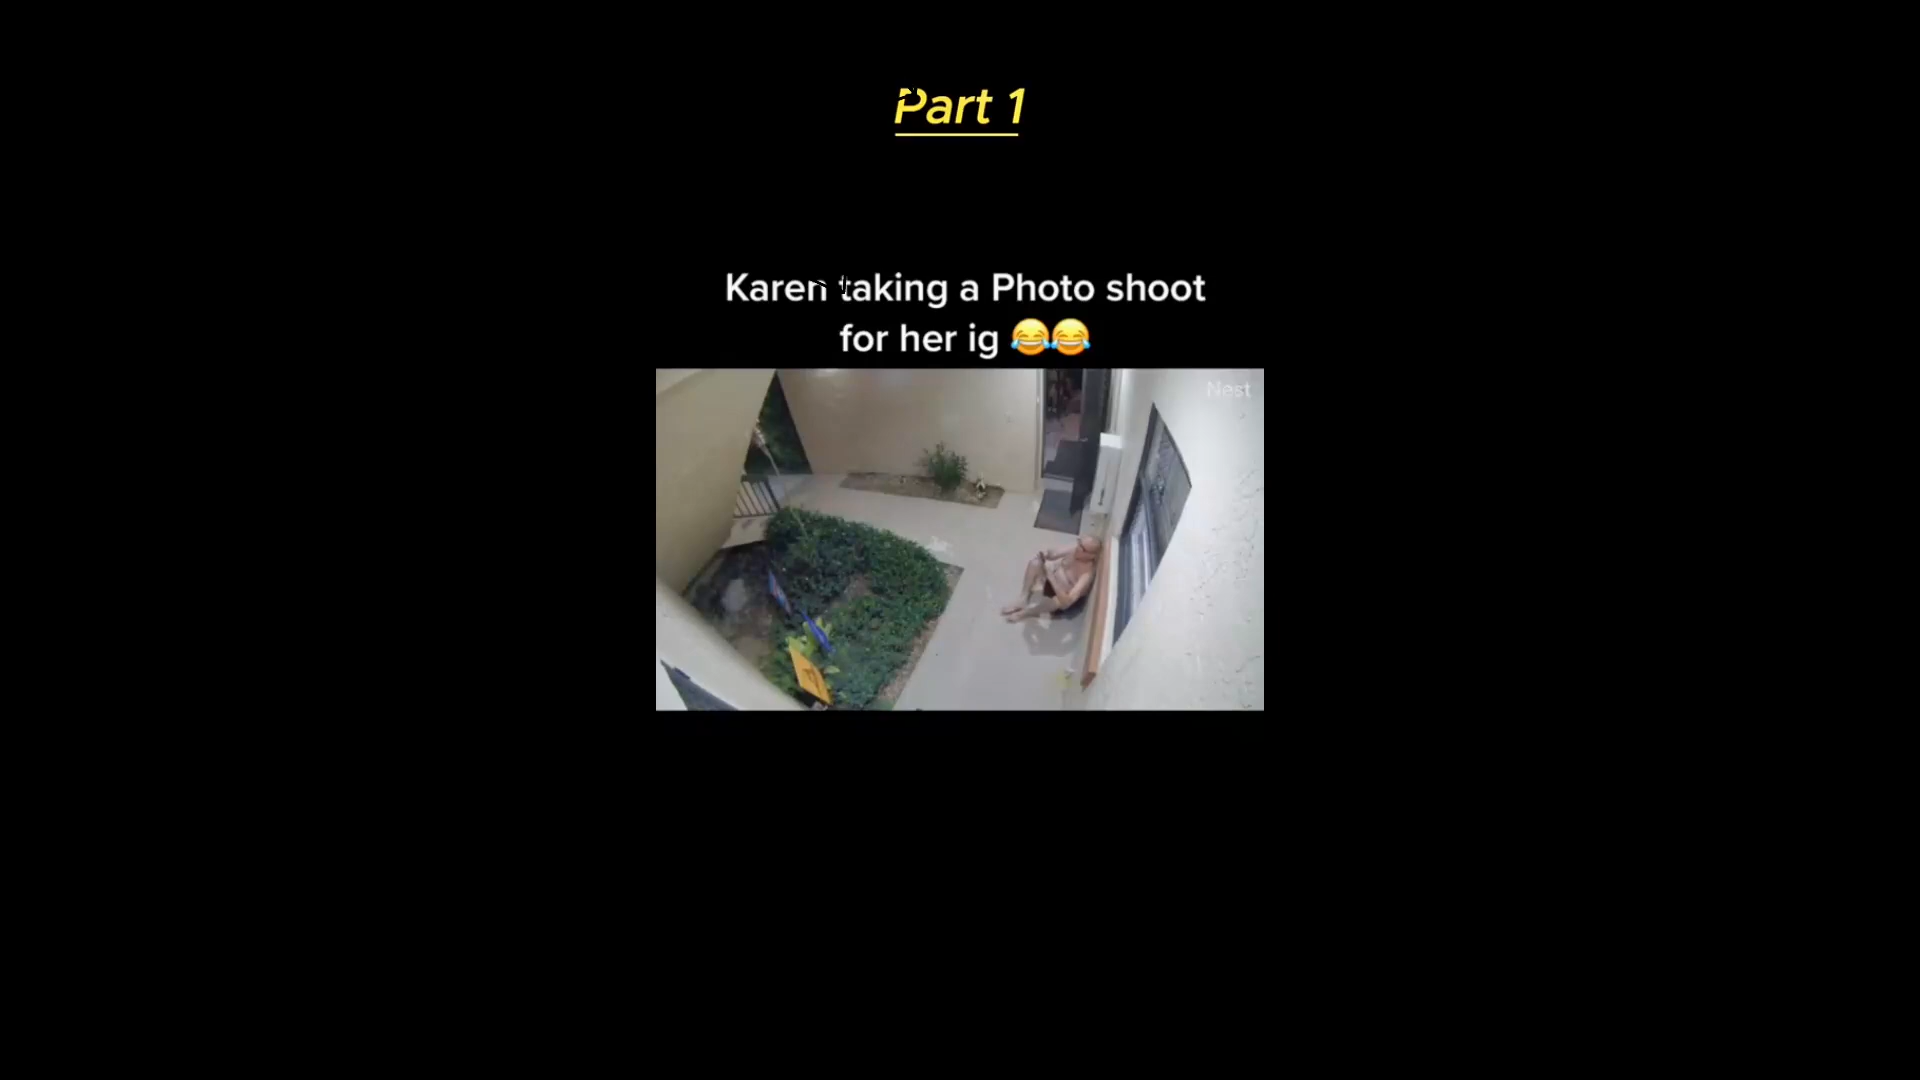 Part 1
Karen taking a Photo shoot
for her ig 😂😂
Nest